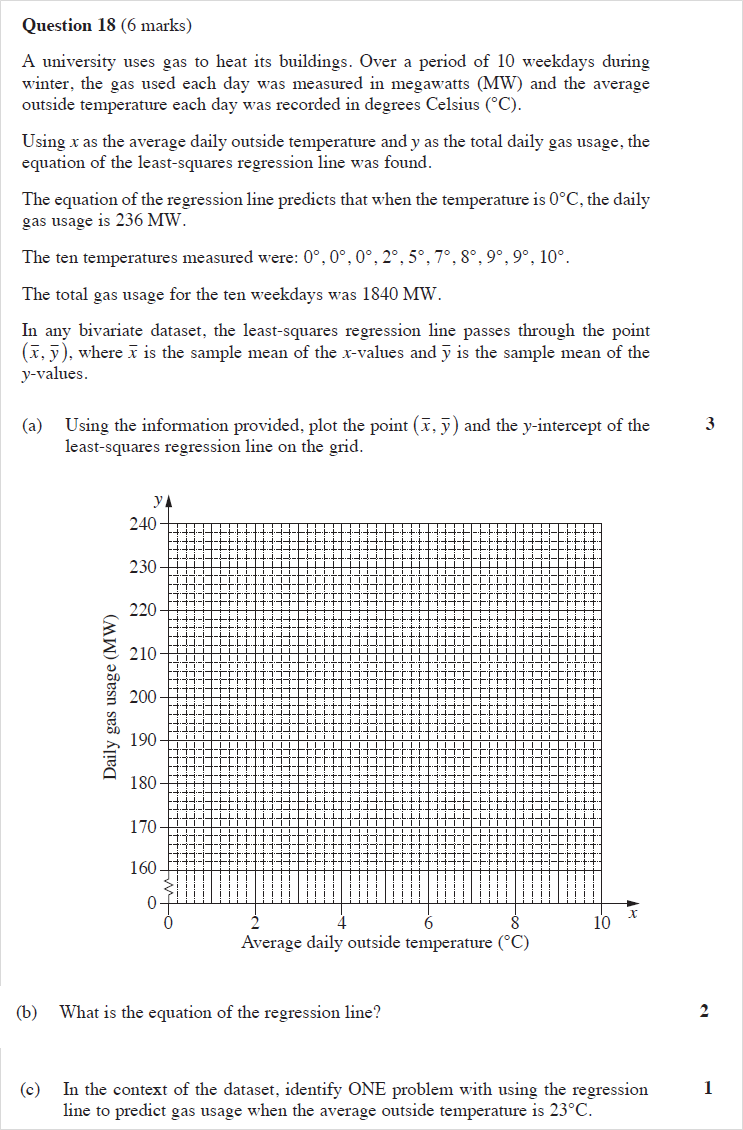 Question 18 (6 marks)
A university uses gas to heat its buildings. Over a period of 10 weekdays during
winter, the gas used each day was measured in megawatts (MW) and the average
outside temperature each day was recorded in degrees Celsius (°C).
Using x as the average daily outside temperature and y as the total daily gas usage, the
equation of the least-squares regression line was found.
The equation of the regression line predicts that when the temperature is 0°C, the daily
gas usage is 236 MW.
The ten temperatures measured were: 0°, 0°, 0°, 2°, 5°, 7°, 8°, 9°, 9°, 10°.
The total gas usage for the ten weekdays was 1840 MW.
In any bivariate dataset, the least-squares regression line passes through the point
(x̄, ȳ), where x̄ is the sample mean of the x-values and ȳ is the sample mean of the
y-values.
(a) Using the information provided, plot the point (x̄, ȳ) and the y-intercept of the 3
least-squares regression line on the grid.
y
240
230
220
210
200
190
180
170
160
0
Daily gas usage (MW)
0 2 4 6 8 10 x
Average daily outside temperature (°C)
(b) What is the equation of the regression line? 2
(c) In the context of the dataset, identify ONE problem with using the regression 1
line to predict gas usage when the average outside temperature is 23°C.